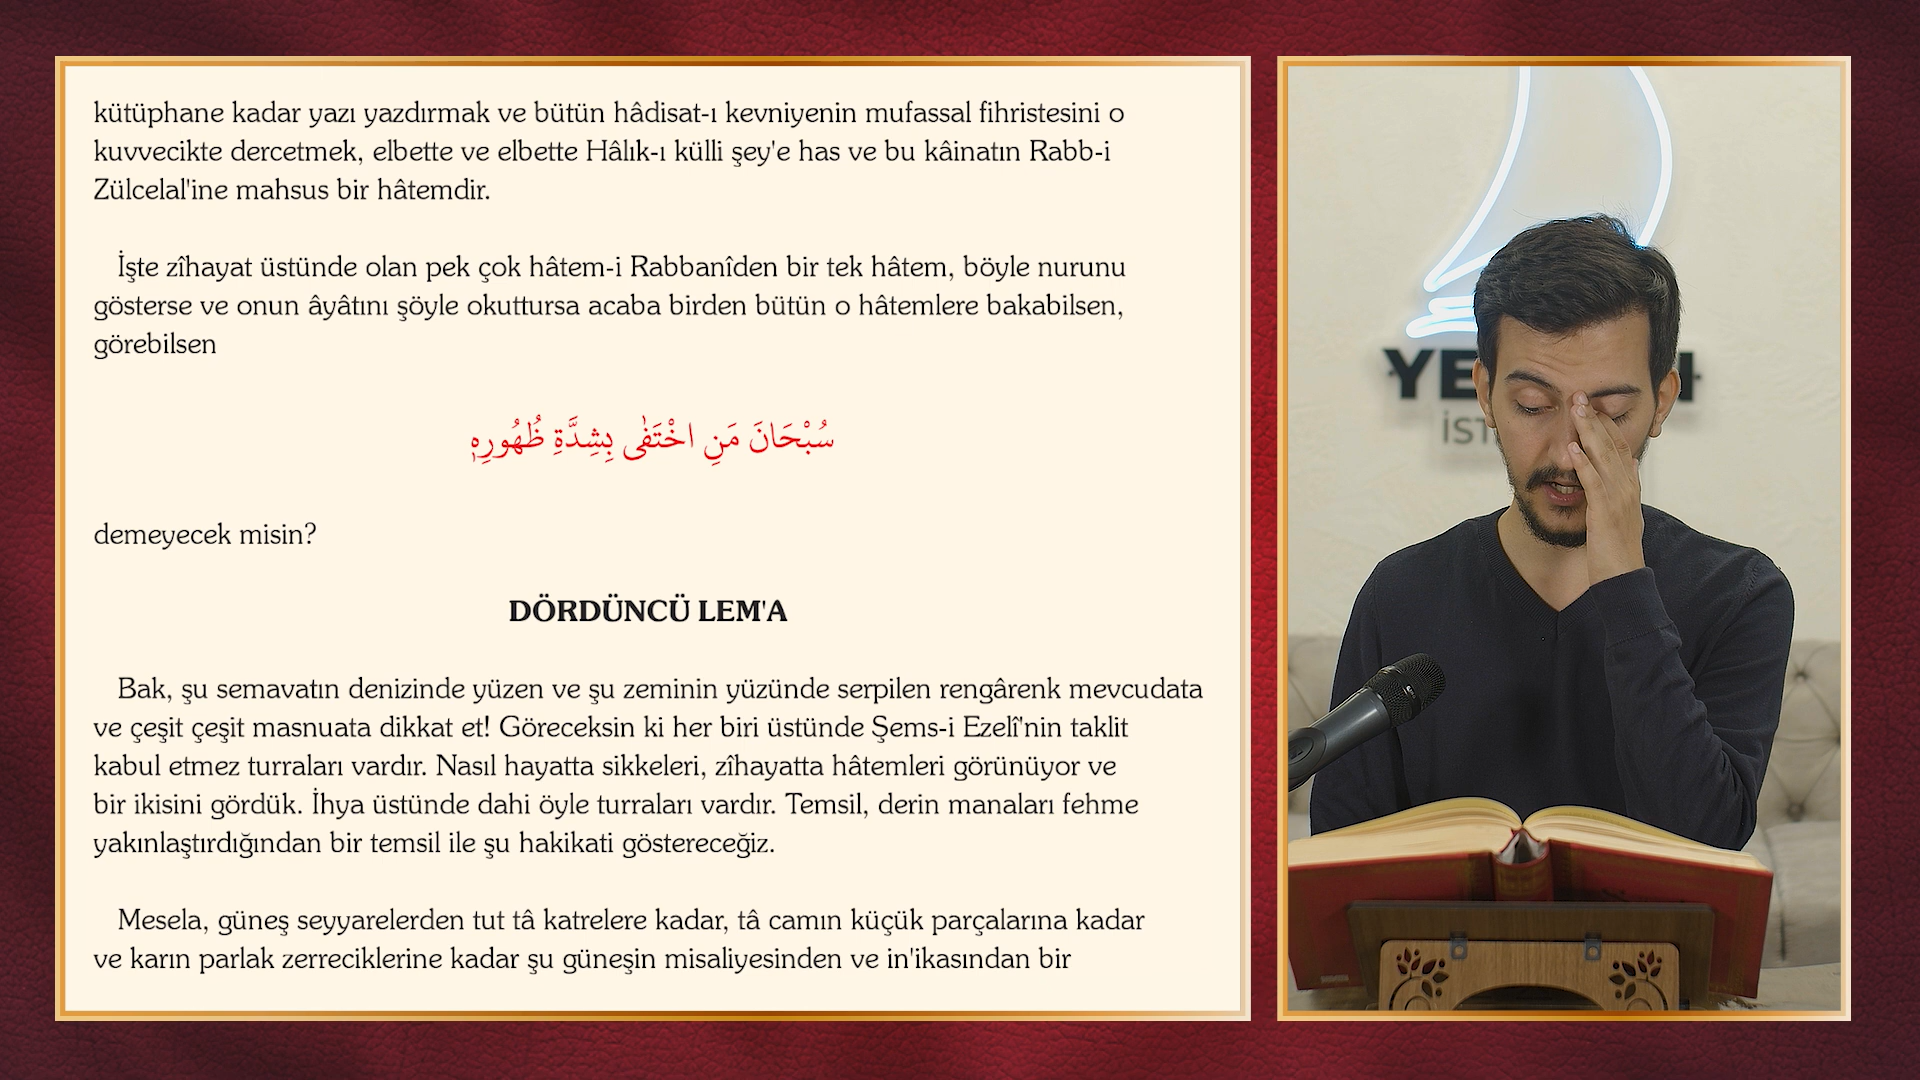 kütüphane kadar yazı yazdırmak ve bütün hâdisat-ı kevniyenin mufassal fihristesini o
kuvvecikte dercetmek, elbette ve elbette Hâlık-ı külli şey'e has ve bu kâinatın Rabb-i
Zülcelal'ine mahsus bir hâtemdir.
İşte zîhayat üstünde olan pek çok hâtem-i Rabbanîden bir tek hâtem, böyle nurunu
gösterse ve onun âyâtını şöyle okuttursa acaba birden bütün o hâtemlere bakabilsen,
görebilsen
سُبْحَانَ مَنِ اخْتَفٰى بِشِدَّةِ ظُهُورِهِ
demeyecek misin?
DÖRDÜNCÜ LEM'A
Bak, şu semavatın denizinde yüzen ve şu zeminin yüzünde serpilen rengârenk mevcudata
ve çeşit çeşit masnuata dikkat et! Göreceksin ki her biri üstünde Şems-i Ezelî'nin taklit
kabul etmez turraları vardır. Nasıl hayatta sikkeleri, zîhayatta hâtemleri görünüyor ve
bir ikisini gördük. İhya üstünde dahi öyle turraları vardır. Temsil, derin manaları fehme
yakınlaştırdığından bir temsil ile şu hakikati göstereceğiz.
Mesela, güneş seyyarelerden tut tâ katrelere kadar, tâ camın küçük parçalarına kadar
ve karın parlak zerreciklerine kadar şu güneşin misaliyesinden ve in'ikasından bir